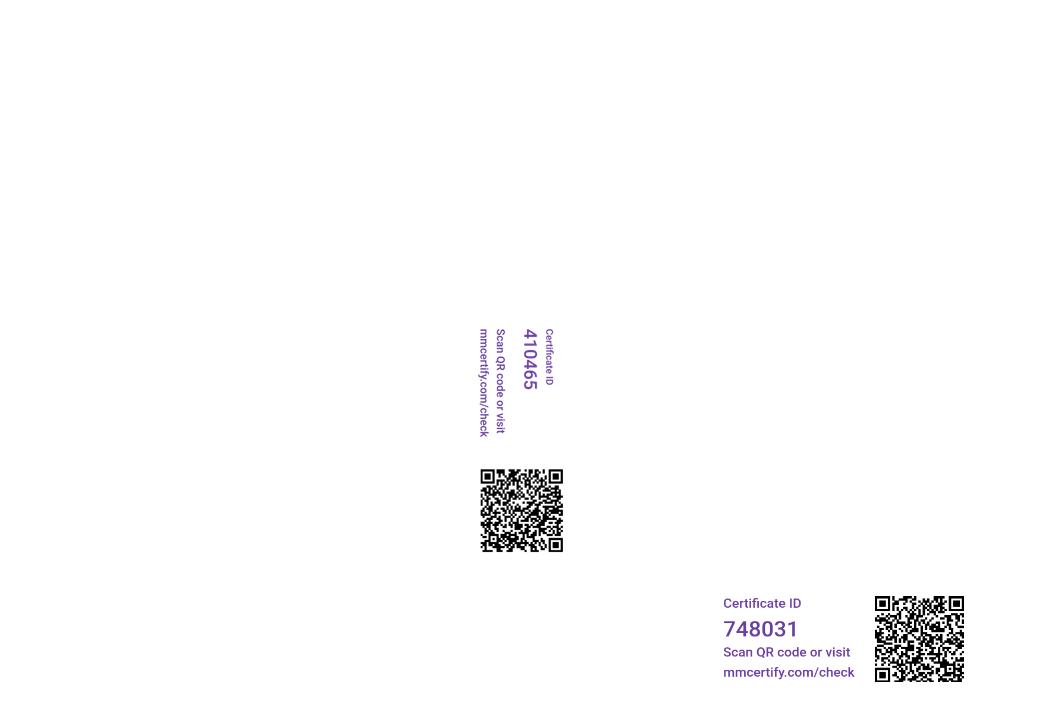 Certificate ID
410465
Scan QR code or visit
mmcertify.com/check
Certificate ID
748031
Scan QR code or visit
mmcertify.com/check